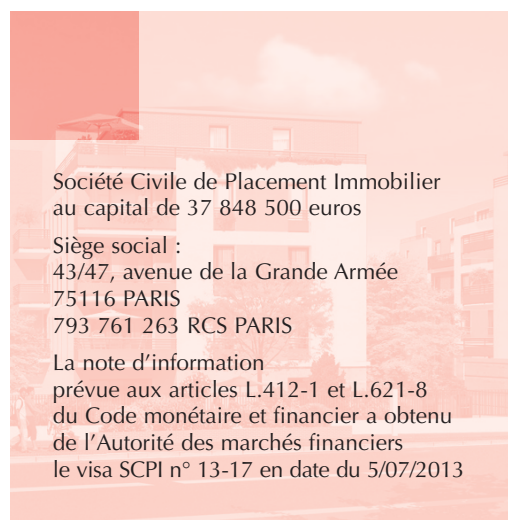 Société Civile de Placement Immobilier
au capital de 37 848 500 euros
Siège social :
43/47, avenue de la Grande Armée
75116 PARIS
793 761 263 RCS PARIS
La note d’information
prévue aux articles L.412-1 et L.621-8
du Code monétaire et financier a obtenu
de l’Autorité des marchés financiers
le visa SCPI n° 13-17 en date du 5/07/2013